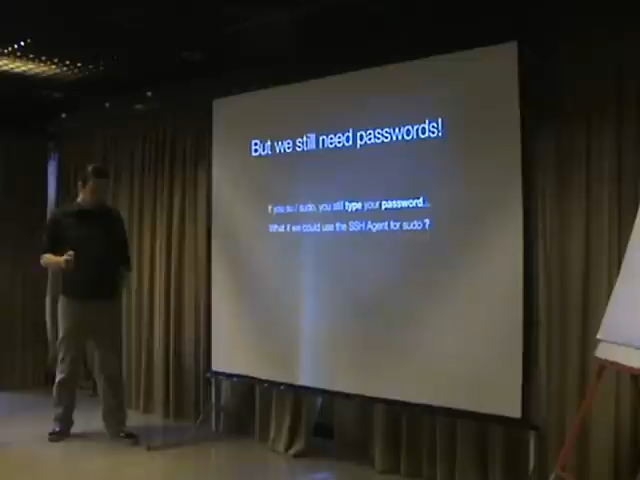 But we still need passwords!
If you su / sudo, you still type your password...
What if we could use the SSH Agent for sudo ?